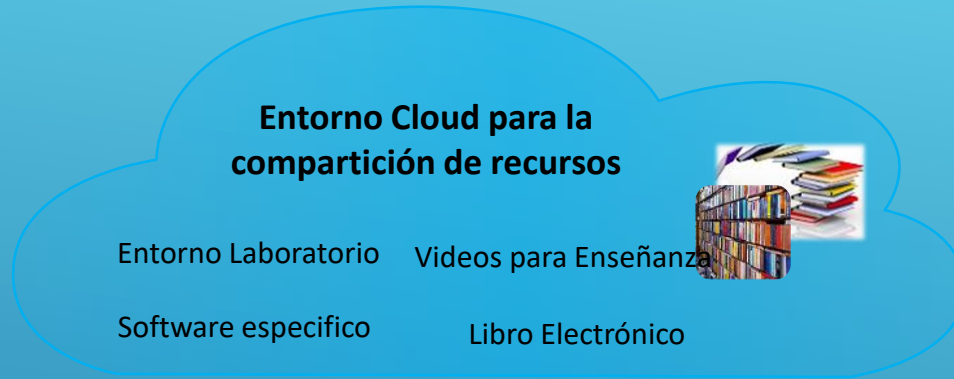 Entorno Cloud para la
compartición de recursos
Entorno Laboratorio
Videos para Enseñanza
Software especifico
Libro Electrónico